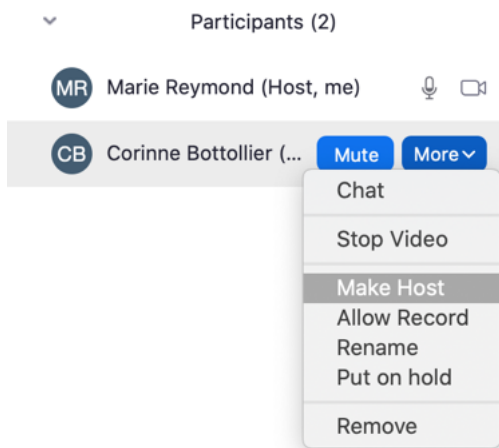 Participants (2)
MR Marie Reymond (Host, me)
CB Corinne Bottollier (... Mute More
Chat
Stop Video
Make Host
Allow Record
Rename
Put on hold
Remove